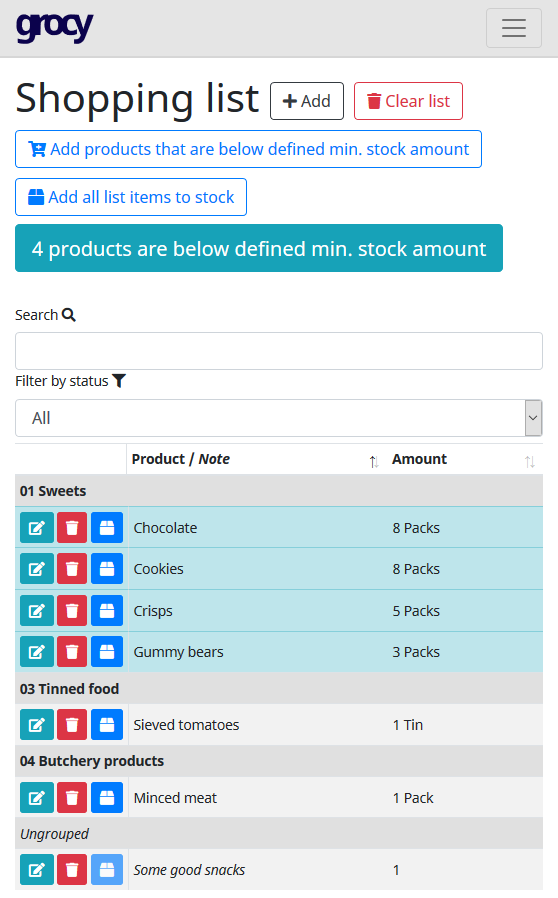 grocy
Shopping list Add Clear list
Add products that are below defined min. stock amount
Add all list items to stock
4 products are below defined min. stock amount
Search
Filter by status
All
Product / Note Amount
01 Sweets
Chocolate 8 Packs
Cookies 8 Packs
Crisps 5 Packs
Gummy bears 3 Packs
03 Tinned food
Sieved tomatoes 1 Tin
04 Butchery products
Minced meat 1 Pack
Ungrouped
Some good snacks 1